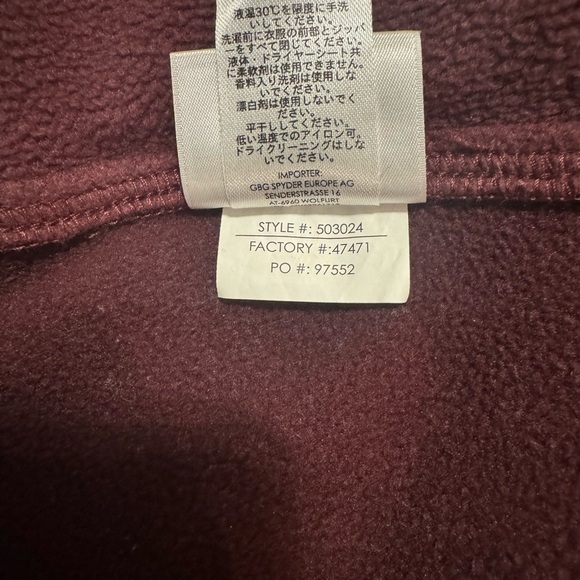 液温30℃を限度に手洗
いしてください。
洗濯前に衣服の前部とジッパ
ーをすべて閉じてください。
液体・ドライヤーシート共
に柔軟剤は使用できません。
香料入り洗剤は使用しな
いでください。
漂白剤は使用しないでく
ださい。
平干ししてください。
低い温度でのアイロン可。
ドライクリーニングはしな
いでください。
IMPORTER:
GBG SPYDER EUROPE AG
SENDERSTRASSE 16
AT-6960 WOLFURT
STYLE #: 503024
FACTORY #:47471
PO #: 97552